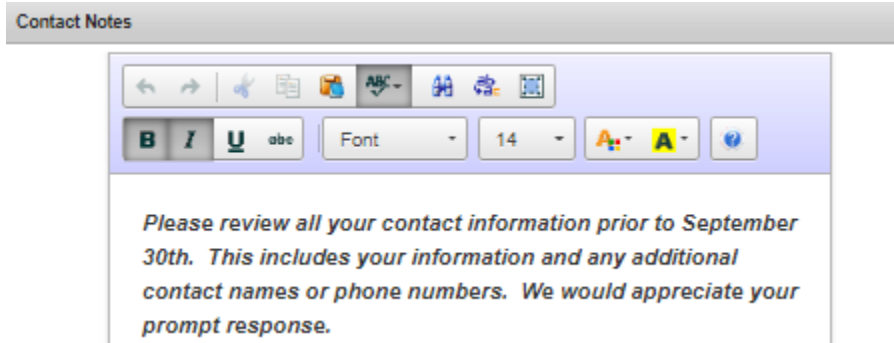 Contact Notes
ABC
B I U abc Font 14 A A
Please review all your contact information prior to September
30th.  This includes your information and any additional
contact names or phone numbers.  We would appreciate your
prompt response.